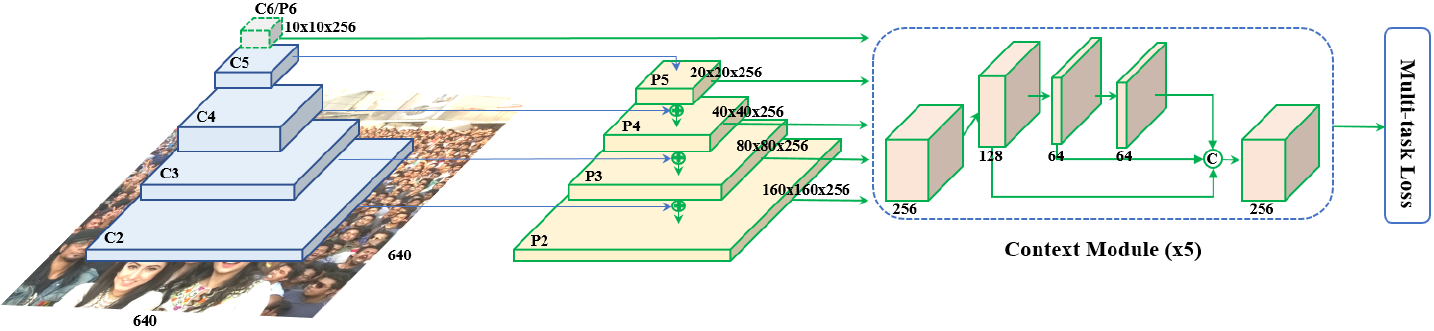 C6/P6
10x10x256
C5
C4
C3
C2
640
640
P5
20x20x256
P4
40x40x256
P3
80x80x256
P2
160x160x256
256
128
64
64
C
256
Context Module (x5)
Multi-task Loss